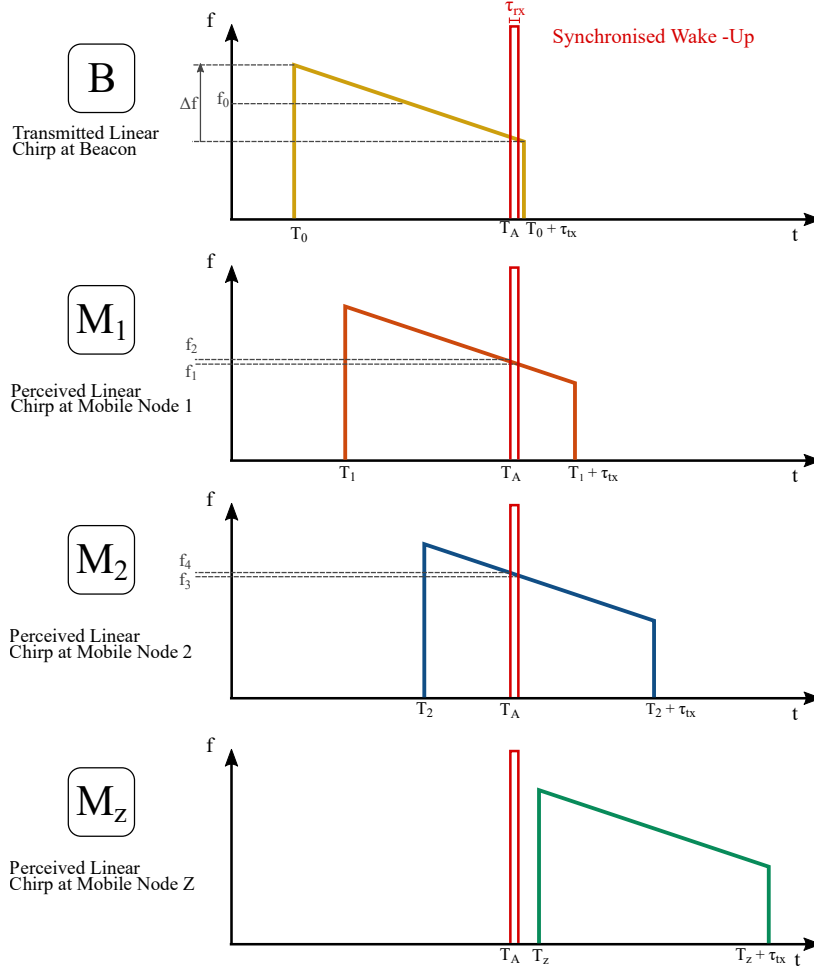 τrx
f
Synchronised Wake -Up
B
Δf
f0
Transmitted Linear
Chirp at Beacon
T0
TA
T0 + τtx
t
f
M1
f2
f1
Perceived Linear
Chirp at Mobile Node 1
T1
TA
T1 + τtx
t
f
M2
f4
f3
Perceived Linear
Chirp at Mobile Node 2
T2
TA
T2 + τtx
t
f
Mz
Perceived Linear
Chirp at Mobile Node Z
TA
Tz
Tz + τtx
t